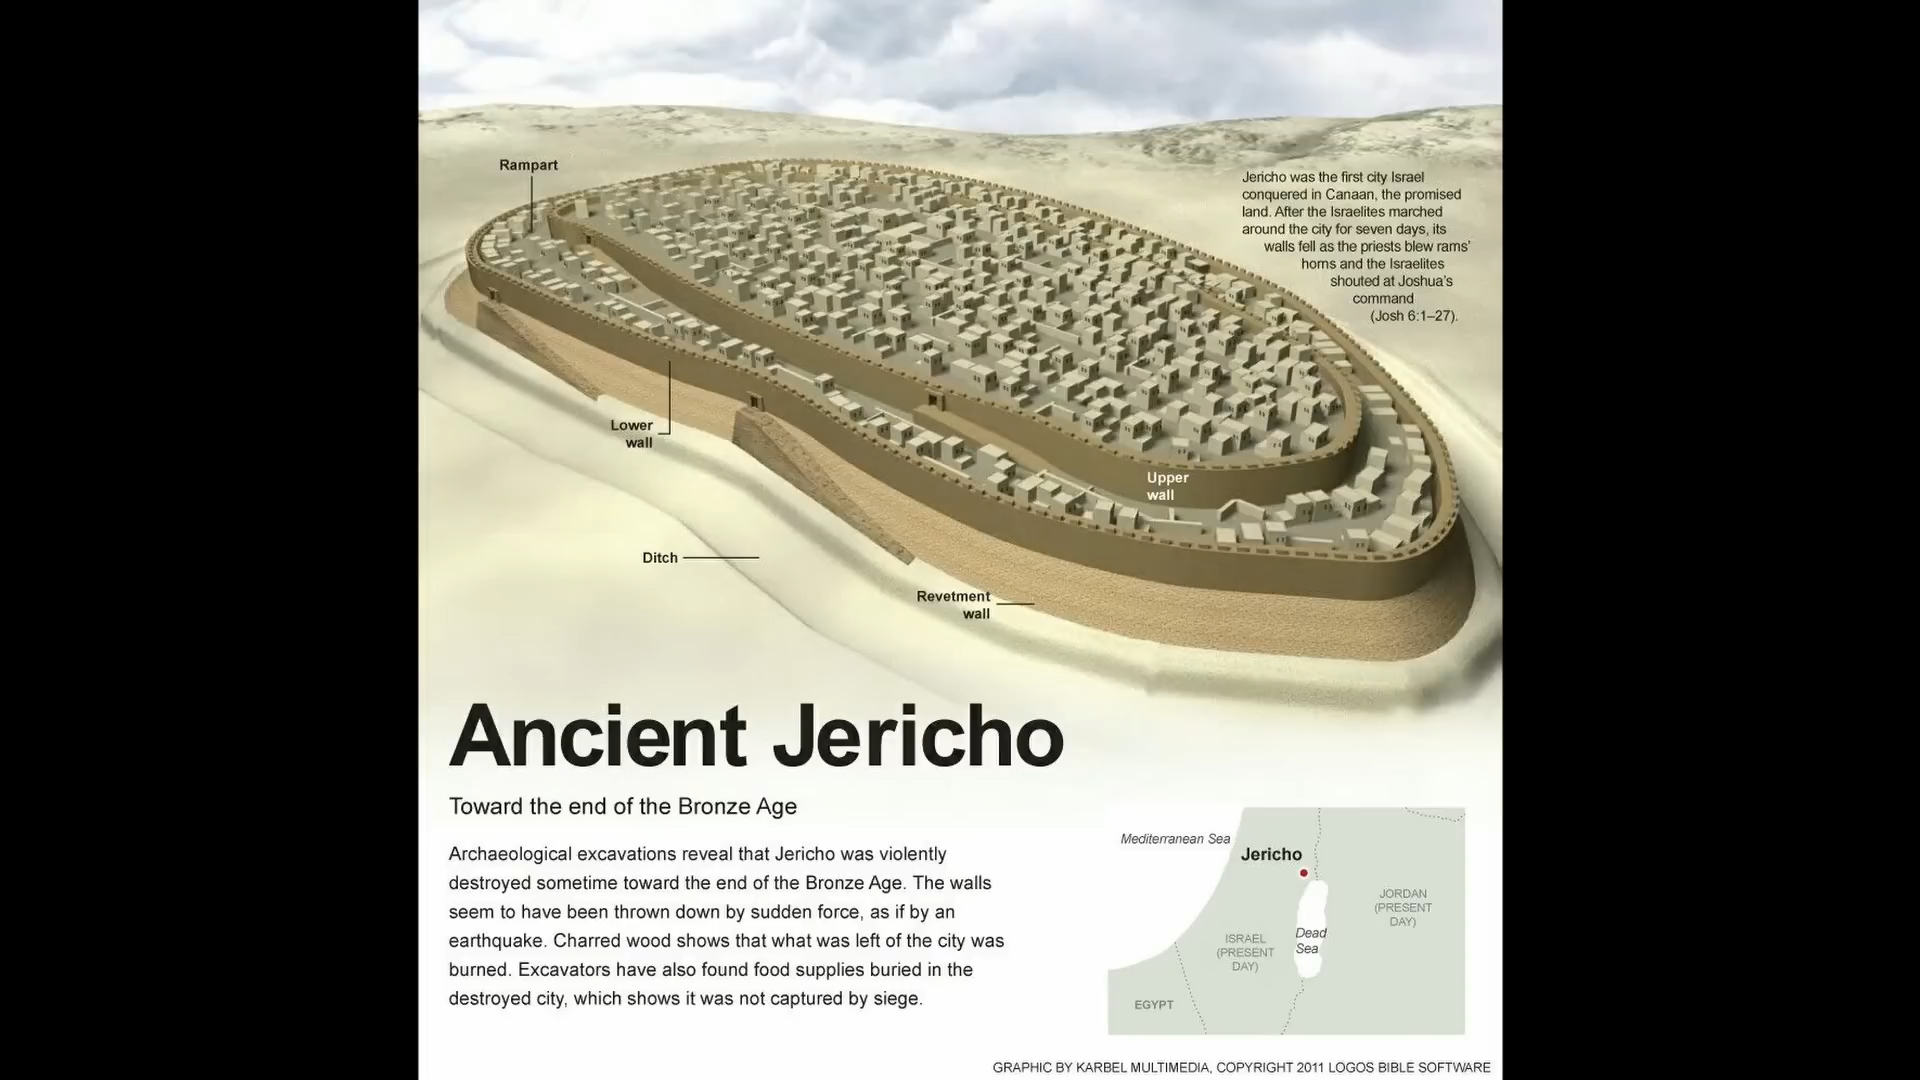 Rampart
Jericho was the first city Israel
conquered in Canaan, the promised
land. After the Israelites marched
around the city for seven days, its
walls fell as the priests blew rams'
horns and the Israelites
shouted at Joshua's
command
(Josh 6:1–27).
Lower
wall
Upper
wall
Ditch
Revetment
wall
Ancient Jericho
Toward the end of the Bronze Age
Archaeological excavations reveal that Jericho was violently
destroyed sometime toward the end of the Bronze Age. The walls
seem to have been thrown down by sudden force, as if by an
earthquake. Charred wood shows that what was left of the city was
burned. Excavators have also found food supplies buried in the
destroyed city, which shows it was not captured by siege.
Mediterranean Sea
Jericho
JORDAN
(PRESENT
DAY)
ISRAEL
(PRESENT
DAY)
Dead
Sea
EGYPT
GRAPHIC BY KARBEL MULTIMEDIA, COPYRIGHT 2011 LOGOS BIBLE SOFTWARE